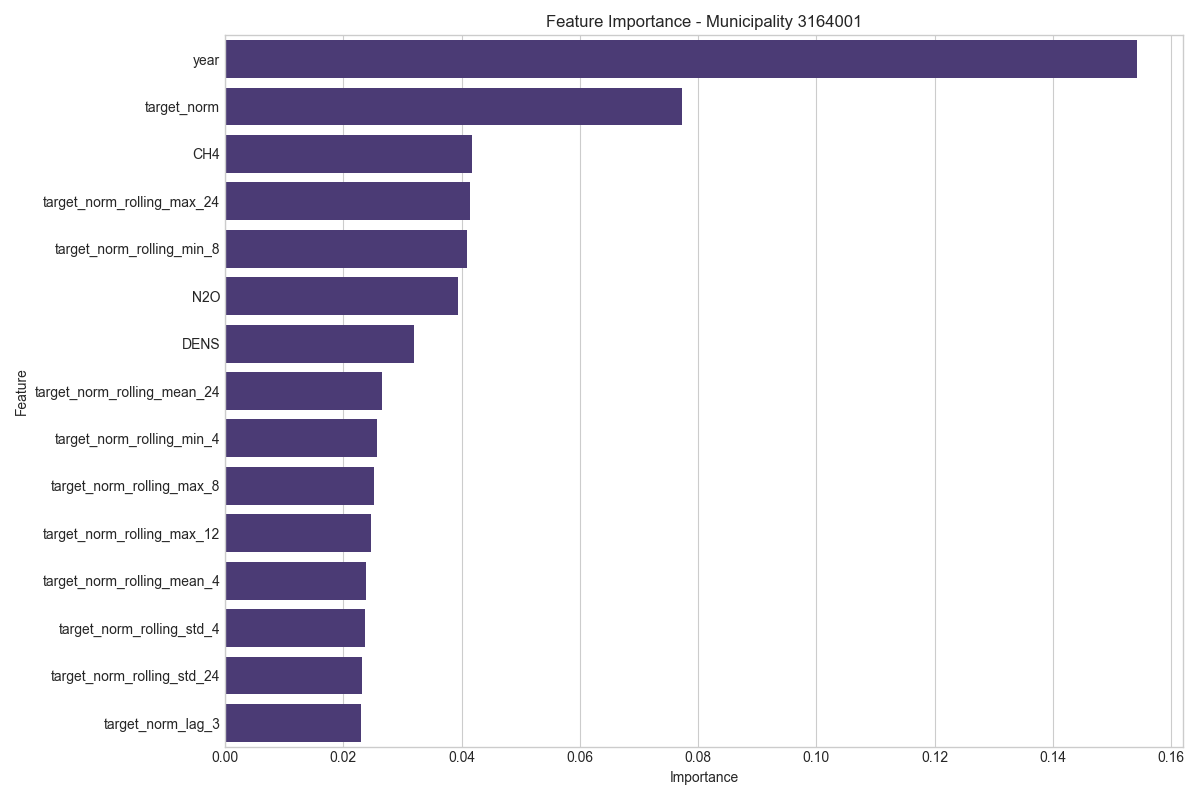 Feature Importance - Municipality 3164001
year
target_norm
CH4
target_norm_rolling_max_24
target_norm_rolling_min_8
N2O
DENS
target_norm_rolling_mean_24
target_norm_rolling_min_4
target_norm_rolling_max_8
target_norm_rolling_max_12
target_norm_rolling_mean_4
target_norm_rolling_std_4
target_norm_rolling_std_24
target_norm_lag_3
Feature
0.00 0.02 0.04 0.06 0.08 0.10 0.12 0.14 0.16
Importance